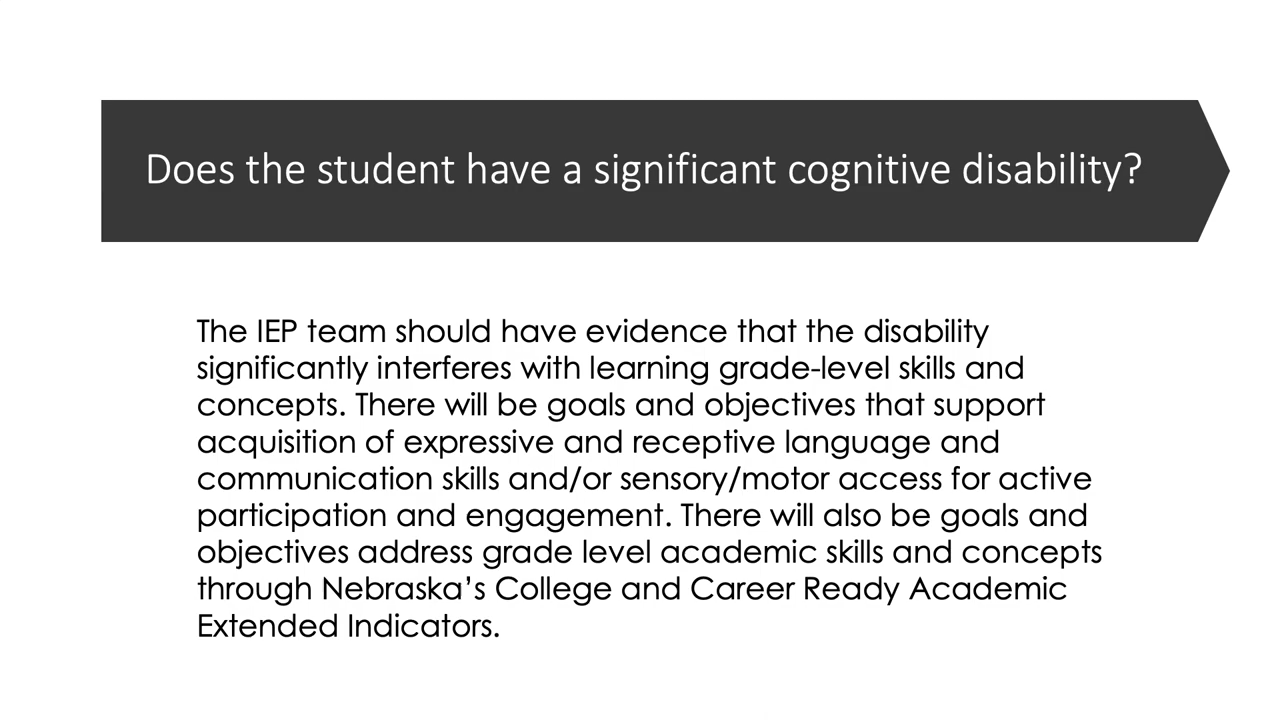 Does the student have a significant cognitive disability?
The IEP team should have evidence that the disability
significantly interferes with learning grade-level skills and
concepts. There will be goals and objectives that support
acquisition of expressive and receptive language and
communication skills and/or sensory/motor access for active
participation and engagement. There will also be goals and
objectives address grade level academic skills and concepts
through Nebraska’s College and Career Ready Academic
Extended Indicators.